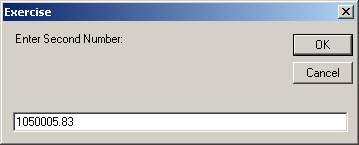 Exercise
Enter Second Number:
OK
Cancel
1050005.83